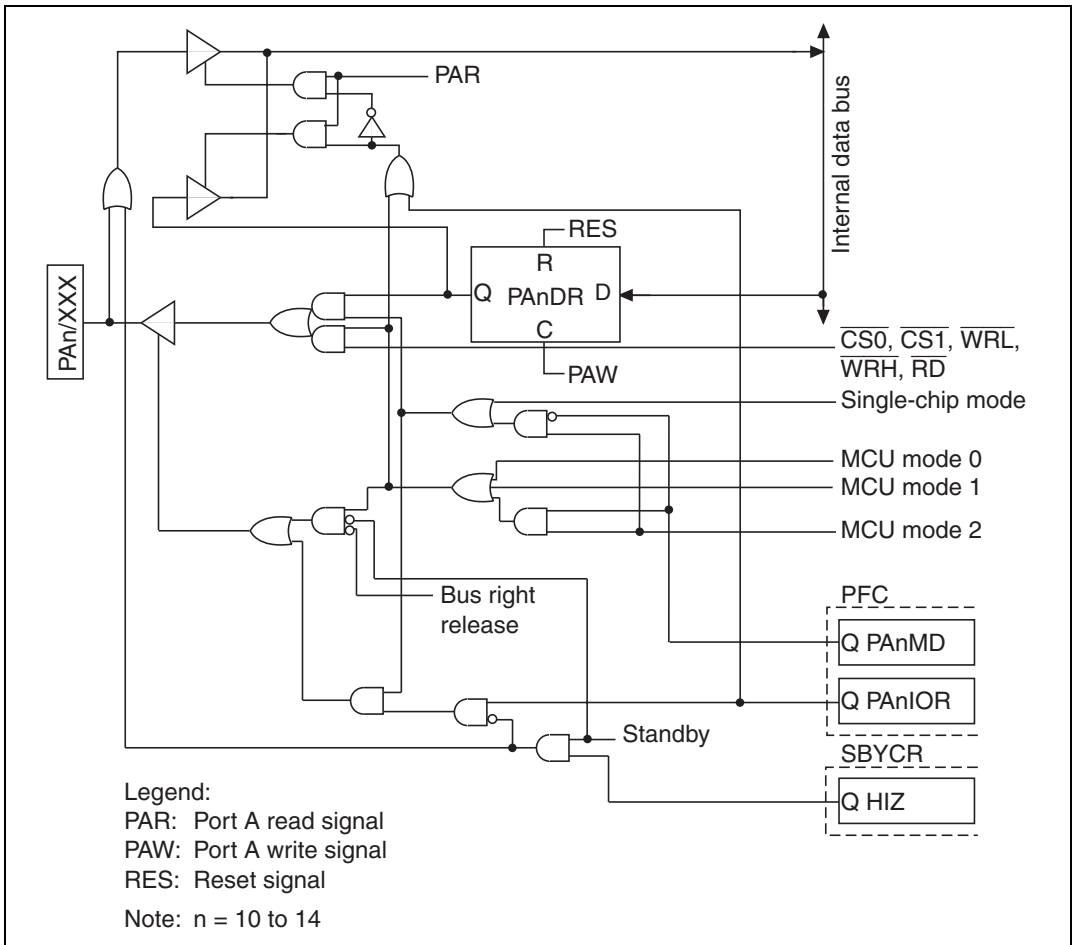 PAR
Internal data bus
RES
R
Q PAnDR D
C
PAW
PAn/XXX
CS0, CS1, WRL,
WRH, RD
Single-chip mode
MCU mode 0
MCU mode 1
MCU mode 2
Bus right
release
PFC
Q PAnMD
Q PAnIOR
Standby
SBYCR
Q HIZ
Legend:
PAR: Port A read signal
PAW: Port A write signal
RES: Reset signal
Note: n = 10 to 14